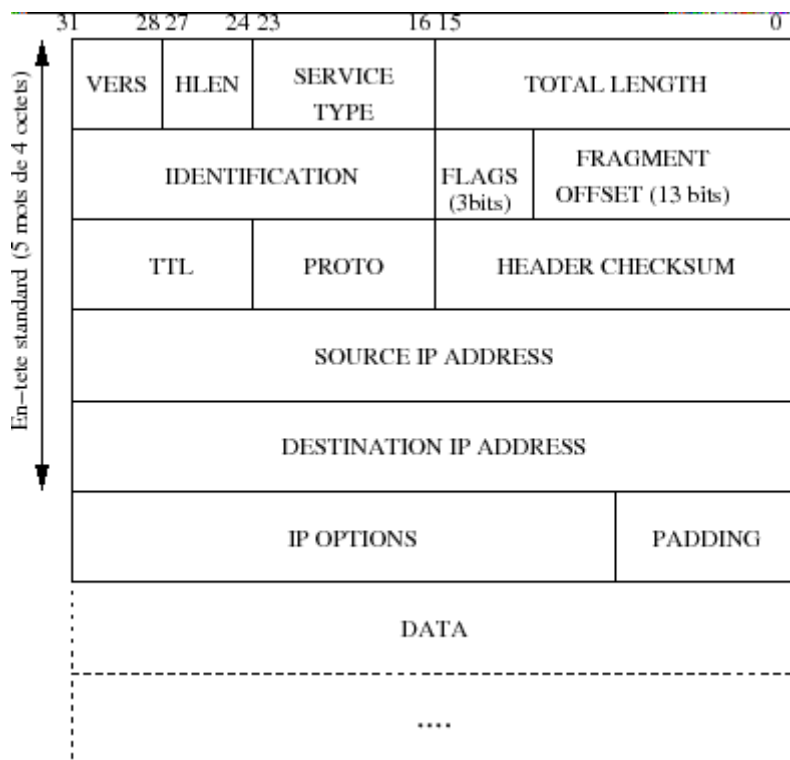 31 28 27 24 23 16 15 0
VERS HLEN SERVICE TYPE TOTAL LENGTH
IDENTIFICATION FLAGS (3bits) FRAGMENT OFFSET (13 bits)
TTL PROTO HEADER CHECKSUM
SOURCE IP ADDRESS
DESTINATION IP ADDRESS
IP OPTIONS PADDING
DATA
....
En-tete standard (5 mots de 4 octets)